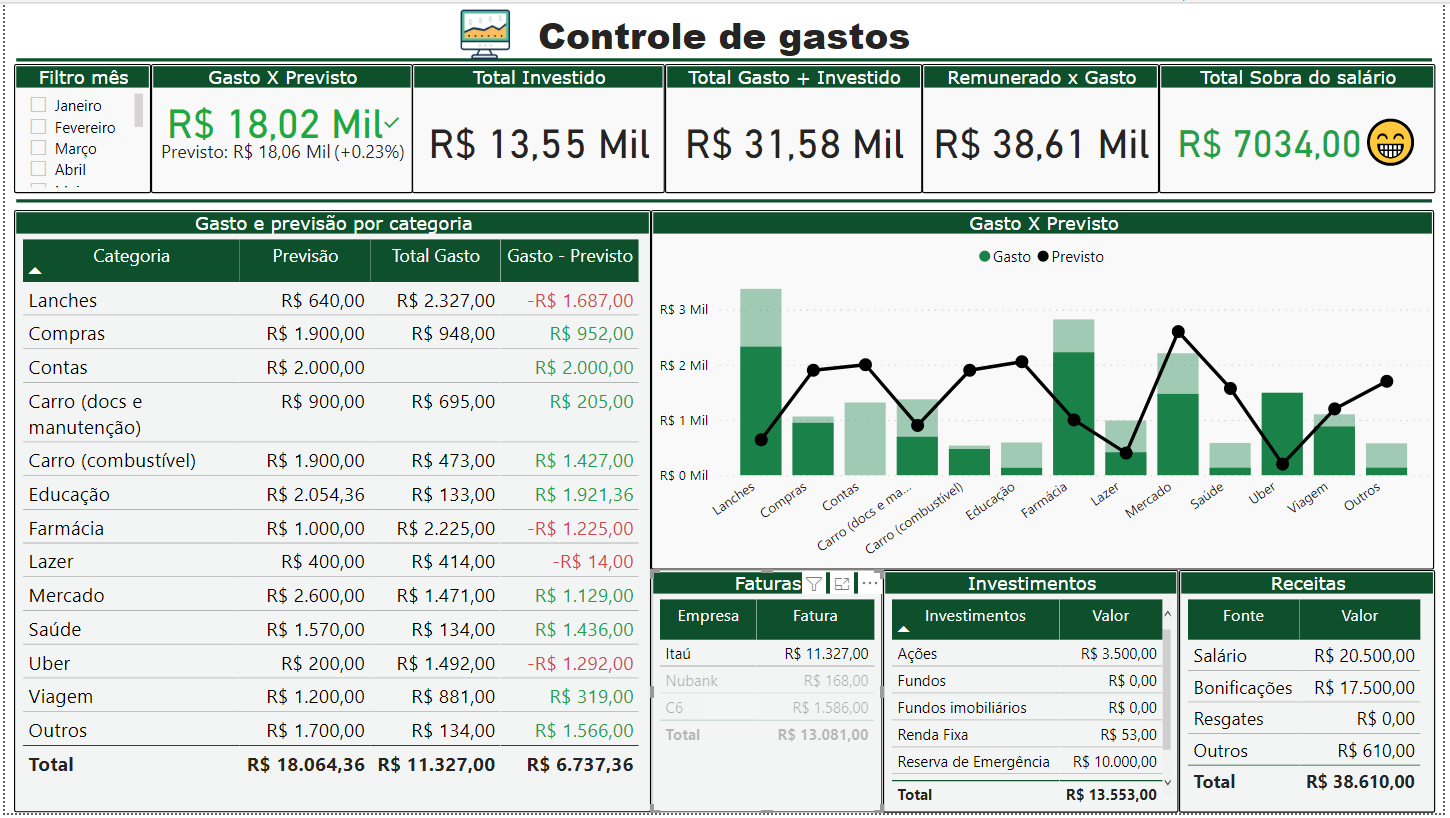 Controle de gastos
Filtro mês
Janeiro
Fevereiro
Março
Abril
Gasto X Previsto
R$ 18,02 Mil
Previsto: R$ 18,06 Mil (+0.23%)
Total Investido
R$ 13,55 Mil
Total Gasto + Investido
R$ 31,58 Mil
Remunerado x Gasto
R$ 38,61 Mil
Total Sobra do salário
R$ 7034,00
Gasto e previsão por categoria
Categoria Previsão Total Gasto Gasto - Previsto
Lanches R$ 640,00 R$ 2.327,00 -R$ 1.687,00
Compras R$ 1.900,00 R$ 948,00 R$ 952,00
Contas R$ 2.000,00 R$ 2.000,00
Carro (docs e R$ 900,00 R$ 695,00 R$ 205,00
manutenção)
Carro (combustível) R$ 1.900,00 R$ 473,00 R$ 1.427,00
Educação R$ 2.054,36 R$ 133,00 R$ 1.921,36
Farmácia R$ 1.000,00 R$ 2.225,00 -R$ 1.225,00
Lazer R$ 400,00 R$ 414,00 -R$ 14,00
Mercado R$ 2.600,00 R$ 1.471,00 R$ 1.129,00
Saúde R$ 1.570,00 R$ 134,00 R$ 1.436,00
Uber R$ 200,00 R$ 1.492,00 -R$ 1.292,00
Viagem R$ 1.200,00 R$ 881,00 R$ 319,00
Outros R$ 1.700,00 R$ 134,00 R$ 1.566,00
Total R$ 18.064,36 R$ 11.327,00 R$ 6.737,36
Gasto X Previsto
Gasto Previsto
R$ 3 Mil
R$ 2 Mil
R$ 1 Mil
R$ 0 Mil
Lanches
Compras
Contas
Carro (docs e ma...
Carro (combustível)
Educação
Farmácia
Lazer
Mercado
Saúde
Uber
Viagem
Outros
Faturas
Empresa Fatura
Itaú R$ 11.327,00
Nubank R$ 168,00
C6 R$ 1.586,00
Total R$ 13.081,00
Investimentos
Investimentos Valor
Ações R$ 3.500,00
Fundos R$ 0,00
Fundos imobiliários R$ 0,00
Renda Fixa R$ 53,00
Reserva de Emergência R$ 10.000,00
Total R$ 13.553,00
Receitas
Fonte Valor
Salário R$ 20.500,00
Bonificações R$ 17.500,00
Resgates R$ 0,00
Outros R$ 610,00
Total R$ 38.610,00